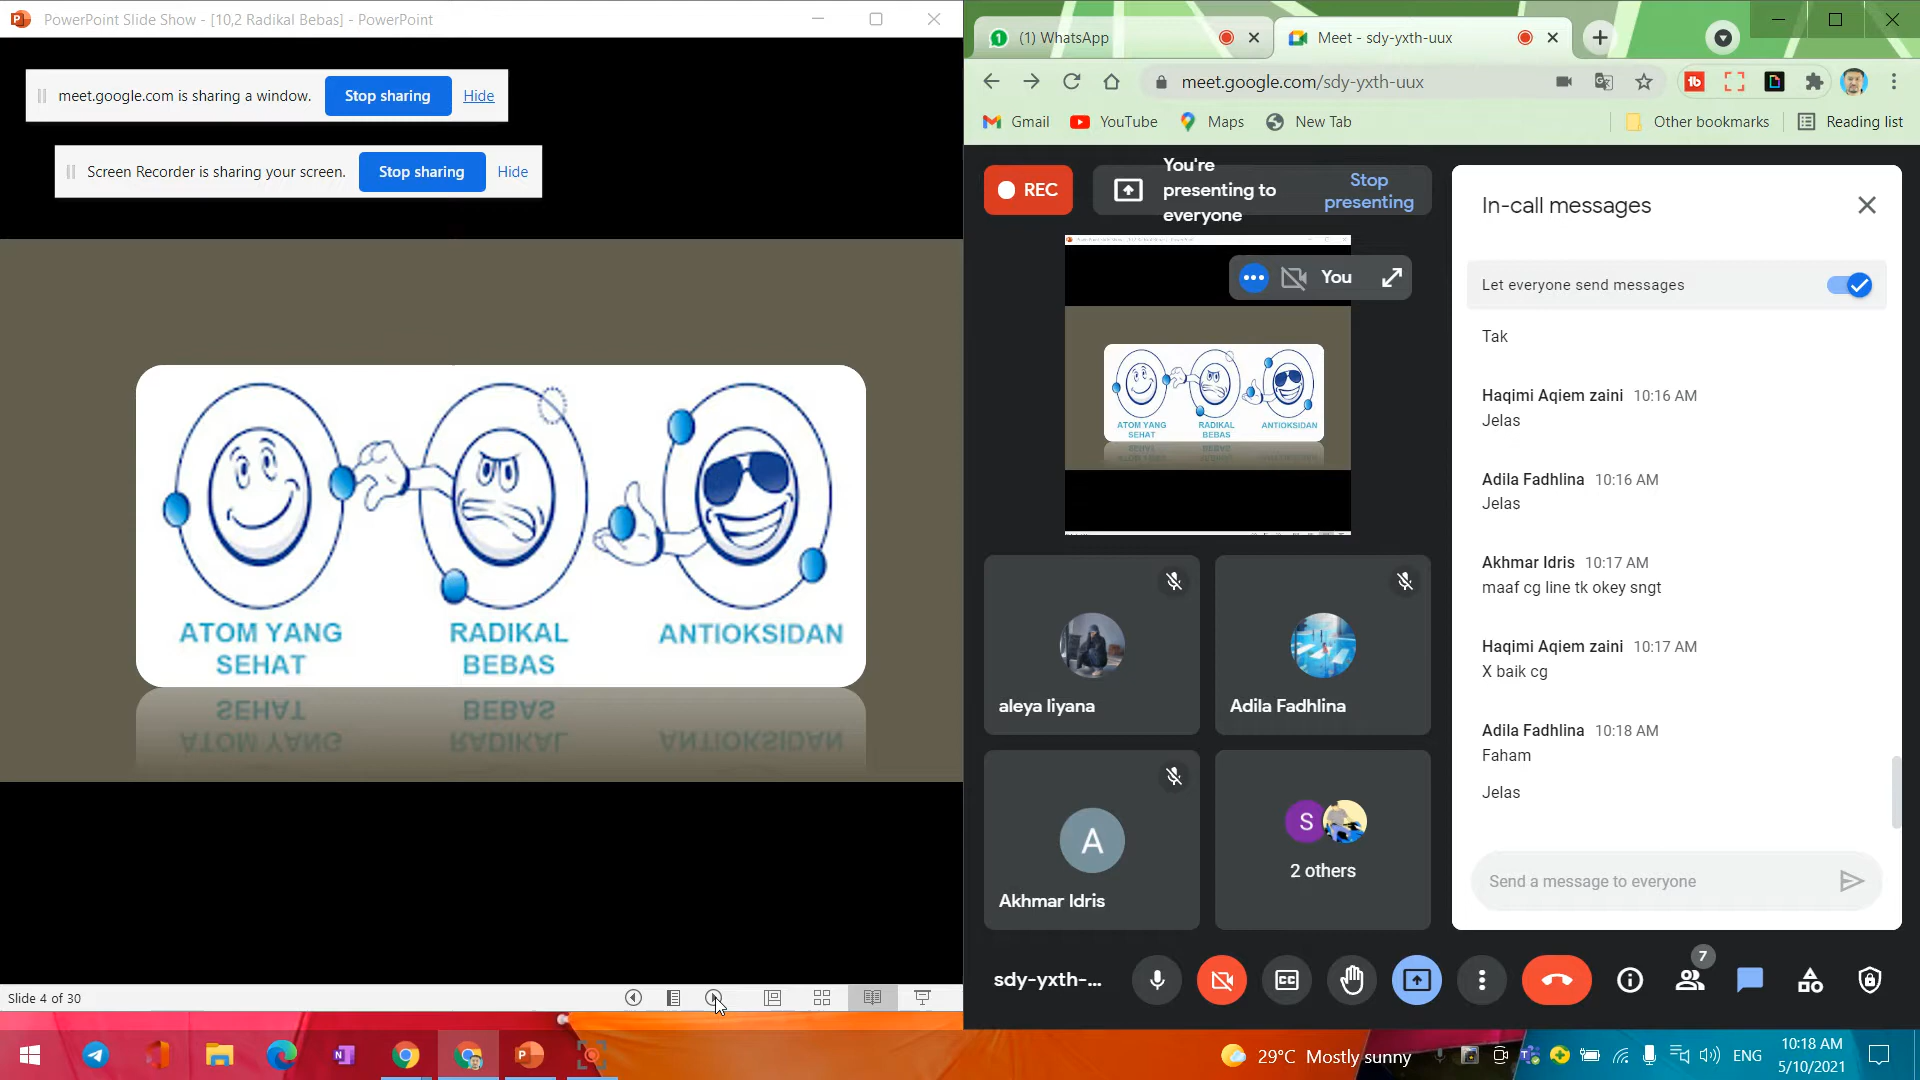 PowerPoint Slide Show - [10,2 Radikal Bebas] - PowerPoint
meet.google.com is sharing a window.
Stop sharing
Hide
Screen Recorder is sharing your screen.
Stop sharing
Hide
ATOM YANG
SEHAT
RADIKAL
BEBAS
ANTIOKSIDAN
Slide 4 of 30
(1) WhatsApp
Meet - sdy-yxth-uux
meet.google.com/sdy-yxth-uux
Gmail
YouTube
Maps
New Tab
Other bookmarks
Reading list
REC
You're
presenting to
everyone
Stop
presenting
You
ATOM YANG
SEHAT
RADIKAL
BEBAS
ANTIOKSIDAN
aleya liyana
Adila Fadhlina
A
Akhmar Idris
S
2 others
In-call messages
Let everyone send messages
Tak
Haqimi Aqiem zaini 10:16 AM
Jelas
Adila Fadhlina 10:16 AM
Jelas
Akhmar Idris 10:17 AM
maaf cg line tk okey sngt
Haqimi Aqiem zaini 10:17 AM
X baik cg
Adila Fadhlina 10:18 AM
Faham
Jelas
Send a message to everyone
sdy-yxth-...
7
29°C Mostly sunny
ENG
10:18 AM
5/10/2021